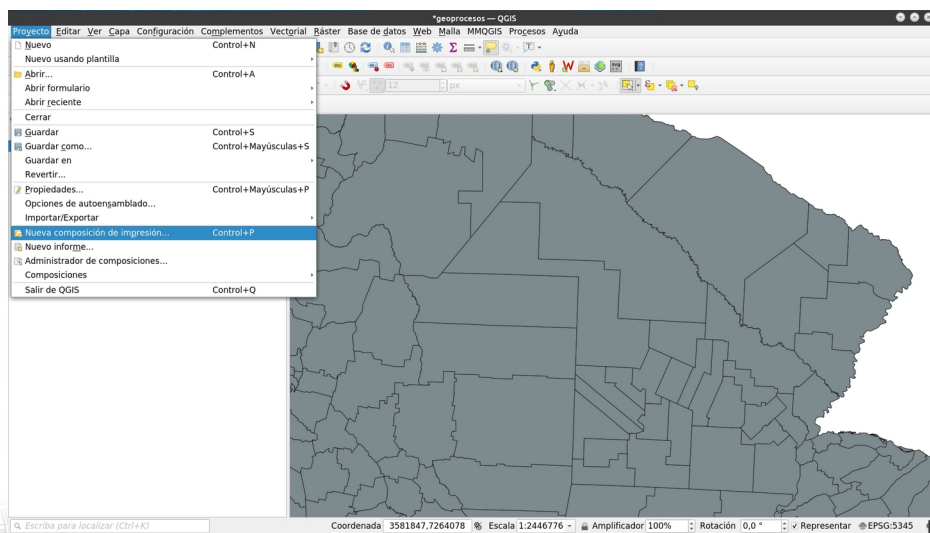 *geoprocesos — QGIS
Proyecto Editar Ver Capa Configuración Complementos Vectorial Ráster Base de datos Web Malla MMQGIS Procesos Ayuda
Nuevo Control+N
Nuevo usando plantilla
Abrir... Control+A
Abrir formulario
Abrir reciente
Cerrar
Guardar Control+S
Guardar como... Control+Mayúsculas+S
Guardar en
Revertir...
Propiedades... Control+Mayúsculas+P
Opciones de autoensamblado...
Importar/Exportar
Nueva composición de impresión... Control+P
Nuevo informe...
Administrador de composiciones...
Composiciones
Salir de QGIS Control+Q
12 px
Escriba para localizar (Ctrl+K) Coordenada 3581847,7264078 Escala 1:2446776 Amplificador 100% Rotación 0,0 ° Representar EPSG:5345